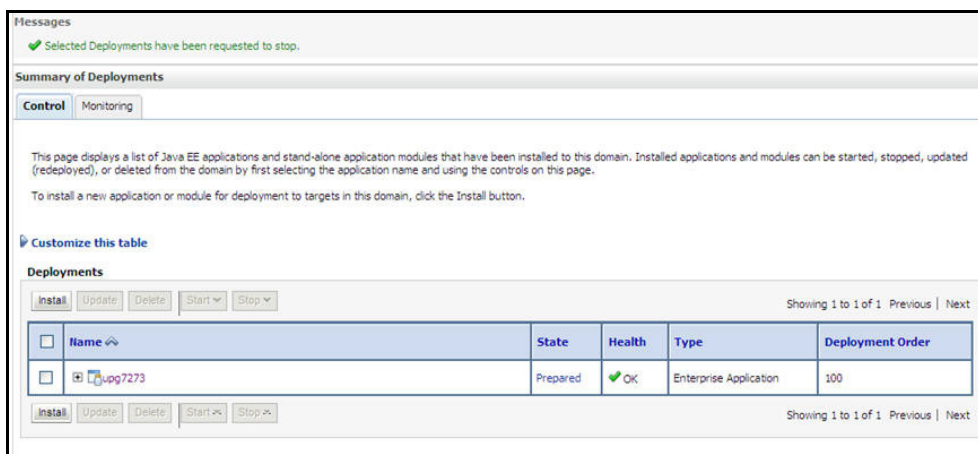 Messages
Selected Deployments have been requested to stop.
Summary of Deployments
Control Monitoring
This page displays a list of Java EE applications and stand-alone application modules that have been installed to this domain. Installed applications and modules can be started, stopped, updated
(redeployed), or deleted from the domain by first selecting the application name and using the controls on this page.
To install a new application or module for deployment to targets in this domain, click the Install button.
Customize this table
Deployments
Install Update Delete Start Stop Showing 1 to 1 of 1 Previous | Next
Name State Health Type Deployment Order
upg7273 Prepared OK Enterprise Application 100
Install Update Delete Start Stop Showing 1 to 1 of 1 Previous | Next